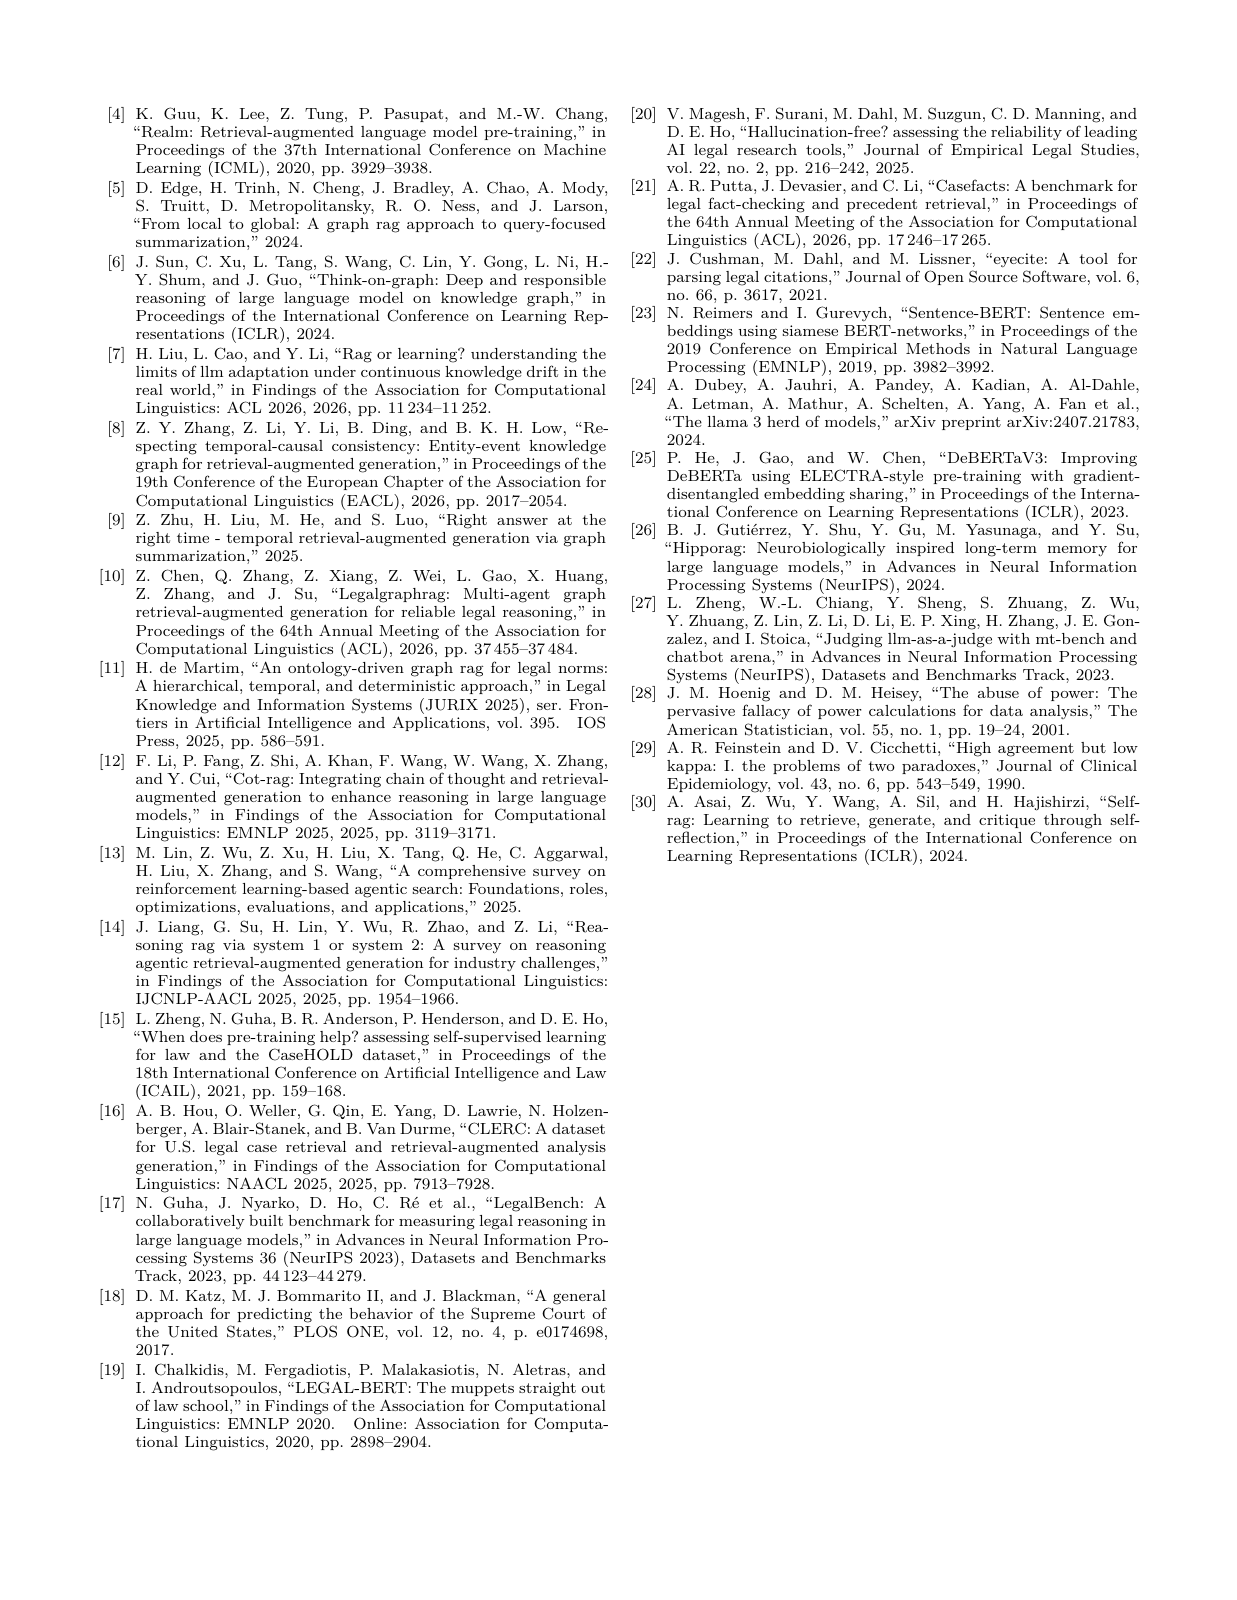 [4] K. Guu, K. Lee, Z. Tung, P. Pasupat, and M.-W. Chang,
“Realm: Retrieval-augmented language model pre-training,” in
Proceedings of the 37th International Conference on Machine
Learning (ICML), 2020, pp. 3929–3938.
[5] D. Edge, H. Trinh, N. Cheng, J. Bradley, A. Chao, A. Mody,
S. Truitt, D. Metropolitansky, R. O. Ness, and J. Larson,
“From local to global: A graph rag approach to query-focused
summarization,” 2024.
[6] J. Sun, C. Xu, L. Tang, S. Wang, C. Lin, Y. Gong, L. Ni, H.-
Y. Shum, and J. Guo, “Think-on-graph: Deep and responsible
reasoning of large language model on knowledge graph,” in
Proceedings of the International Conference on Learning Rep-
resentations (ICLR), 2024.
[7] H. Liu, L. Cao, and Y. Li, “Rag or learning? understanding the
limits of llm adaptation under continuous knowledge drift in the
real world,” in Findings of the Association for Computational
Linguistics: ACL 2026, 2026, pp. 11 234–11 252.
[8] Z. Y. Zhang, Z. Li, Y. Li, B. Ding, and B. K. H. Low, “Re-
specting temporal-causal consistency: Entity-event knowledge
graph for retrieval-augmented generation,” in Proceedings of the
19th Conference of the European Chapter of the Association for
Computational Linguistics (EACL), 2026, pp. 2017–2054.
[9] Z. Zhu, H. Liu, M. He, and S. Luo, “Right answer at the
right time - temporal retrieval-augmented generation via graph
summarization,” 2025.
[10] Z. Chen, Q. Zhang, Z. Xiang, Z. Wei, L. Gao, X. Huang,
Z. Zhang, and J. Su, “Legalgraphrag: Multi-agent graph
retrieval-augmented generation for reliable legal reasoning,” in
Proceedings of the 64th Annual Meeting of the Association for
Computational Linguistics (ACL), 2026, pp. 37 455–37 484.
[11] H. de Martim, “An ontology-driven graph rag for legal norms:
A hierarchical, temporal, and deterministic approach,” in Legal
Knowledge and Information Systems (JURIX 2025), ser. Fron-
tiers in Artificial Intelligence and Applications, vol. 395. IOS
Press, 2025, pp. 586–591.
[12] F. Li, P. Fang, Z. Shi, A. Khan, F. Wang, W. Wang, X. Zhang,
and Y. Cui, “Cot-rag: Integrating chain of thought and retrieval-
augmented generation to enhance reasoning in large language
models,” in Findings of the Association for Computational
Linguistics: EMNLP 2025, 2025, pp. 3119–3171.
[13] M. Lin, Z. Wu, Z. Xu, H. Liu, X. Tang, Q. He, C. Aggarwal,
H. Liu, X. Zhang, and S. Wang, “A comprehensive survey on
reinforcement learning-based agentic search: Foundations, roles,
optimizations, evaluations, and applications,” 2025.
[14] J. Liang, G. Su, H. Lin, Y. Wu, R. Zhao, and Z. Li, “Rea-
soning rag via system 1 or system 2: A survey on reasoning
agentic retrieval-augmented generation for industry challenges,”
in Findings of the Association for Computational Linguistics:
IJCNLP-AACL 2025, 2025, pp. 1954–1966.
[15] L. Zheng, N. Guha, B. R. Anderson, P. Henderson, and D. E. Ho,
“When does pre-training help? assessing self-supervised learning
for law and the CaseHOLD dataset,” in Proceedings of the
18th International Conference on Artificial Intelligence and Law
(ICAIL), 2021, pp. 159–168.
[16] A. B. Hou, O. Weller, G. Qin, E. Yang, D. Lawrie, N. Holzen-
berger, A. Blair-Stanek, and B. Van Durme, “CLERC: A dataset
for U.S. legal case retrieval and retrieval-augmented analysis
generation,” in Findings of the Association for Computational
Linguistics: NAACL 2025, 2025, pp. 7913–7928.
[17] N. Guha, J. Nyarko, D. Ho, C. Ré et al., “LegalBench: A
collaboratively built benchmark for measuring legal reasoning in
large language models,” in Advances in Neural Information Pro-
cessing Systems 36 (NeurIPS 2023), Datasets and Benchmarks
Track, 2023, pp. 44 123–44 279.
[18] D. M. Katz, M. J. Bommarito II, and J. Blackman, “A general
approach for predicting the behavior of the Supreme Court of
the United States,” PLOS ONE, vol. 12, no. 4, p. e0174698,
2017.
[19] I. Chalkidis, M. Fergadiotis, P. Malakasiotis, N. Aletras, and
I. Androutsopoulos, “LEGAL-BERT: The muppets straight out
of law school,” in Findings of the Association for Computational
Linguistics: EMNLP 2020. Online: Association for Computa-
tional Linguistics, 2020, pp. 2898–2904.
[20] V. Magesh, F. Surani, M. Dahl, M. Suzgun, C. D. Manning, and
D. E. Ho, “Hallucination-free? assessing the reliability of leading
AI legal research tools,” Journal of Empirical Legal Studies,
vol. 22, no. 2, pp. 216–242, 2025.
[21] A. R. Putta, J. Devasier, and C. Li, “Casefacts: A benchmark for
legal fact-checking and precedent retrieval,” in Proceedings of
the 64th Annual Meeting of the Association for Computational
Linguistics (ACL), 2026, pp. 17 246–17 265.
[22] J. Cushman, M. Dahl, and M. Lissner, “eyecite: A tool for
parsing legal citations,” Journal of Open Source Software, vol. 6,
no. 66, p. 3617, 2021.
[23] N. Reimers and I. Gurevych, “Sentence-BERT: Sentence em-
beddings using siamese BERT-networks,” in Proceedings of the
2019 Conference on Empirical Methods in Natural Language
Processing (EMNLP), 2019, pp. 3982–3992.
[24] A. Dubey, A. Jauhri, A. Pandey, A. Kadian, A. Al-Dahle,
A. Letman, A. Mathur, A. Schelten, A. Yang, A. Fan et al.,
“The llama 3 herd of models,” arXiv preprint arXiv:2407.21783,
2024.
[25] P. He, J. Gao, and W. Chen, “DeBERTaV3: Improving
DeBERTa using ELECTRA-style pre-training with gradient-
disentangled embedding sharing,” in Proceedings of the Interna-
tional Conference on Learning Representations (ICLR), 2023.
[26] B. J. Gutiérrez, Y. Shu, Y. Gu, M. Yasunaga, and Y. Su,
“Hipporag: Neurobiologically inspired long-term memory for
large language models,” in Advances in Neural Information
Processing Systems (NeurIPS), 2024.
[27] L. Zheng, W.-L. Chiang, Y. Sheng, S. Zhuang, Z. Wu,
Y. Zhuang, Z. Lin, Z. Li, D. Li, E. P. Xing, H. Zhang, J. E. Gon-
zalez, and I. Stoica, “Judging llm-as-a-judge with mt-bench and
chatbot arena,” in Advances in Neural Information Processing
Systems (NeurIPS), Datasets and Benchmarks Track, 2023.
[28] J. M. Hoenig and D. M. Heisey, “The abuse of power: The
pervasive fallacy of power calculations for data analysis,” The
American Statistician, vol. 55, no. 1, pp. 19–24, 2001.
[29] A. R. Feinstein and D. V. Cicchetti, “High agreement but low
kappa: I. the problems of two paradoxes,” Journal of Clinical
Epidemiology, vol. 43, no. 6, pp. 543–549, 1990.
[30] A. Asai, Z. Wu, Y. Wang, A. Sil, and H. Hajishirzi, “Self-
rag: Learning to retrieve, generate, and critique through self-
reflection,” in Proceedings of the International Conference on
Learning Representations (ICLR), 2024.